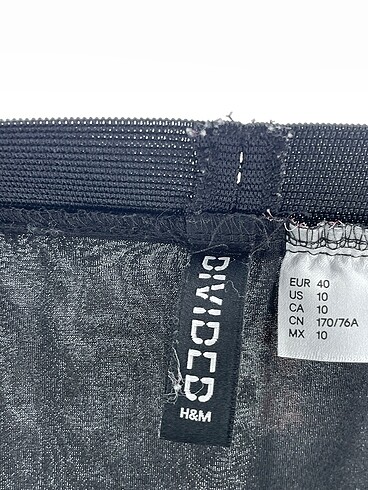 DIVIDED
H&M
EUR 40
US 10
CA 10
CN 170/76A
MX 10